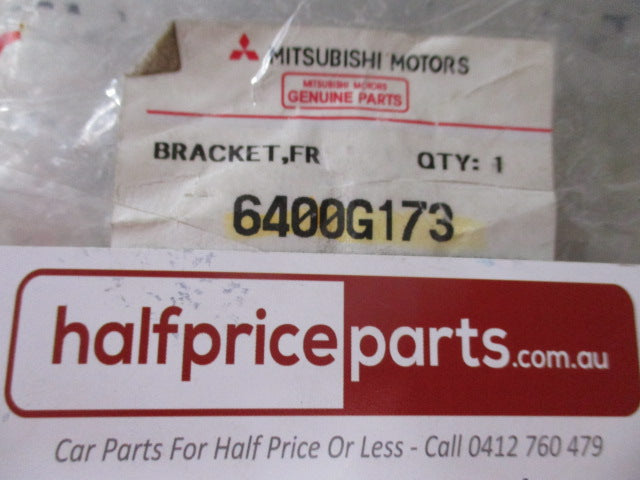 MITSUBISHI MOTORS
MITSUBISHI MOTORS
GENUINE PARTS
BRACKET,FR QTY: 1
6400G173
halfpriceparts.com.au
Car Parts For Half Price Or Less - Call 0412 760 479